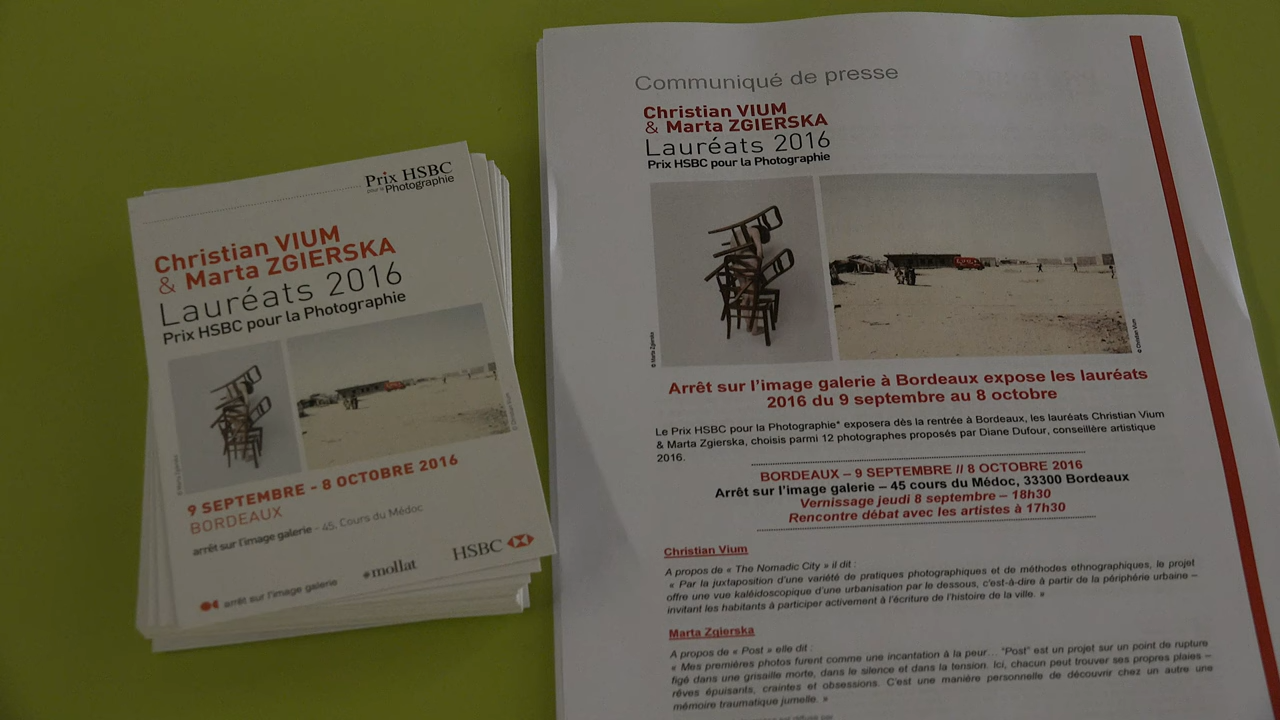 Prix HSBC
pour la Photographie
Christian VIUM
& Marta ZGIERSKA
Lauréats 2016
Prix HSBC pour la Photographie
© Marta Zgierska
© Christian Vium
9 SEPTEMBRE - 8 OCTOBRE 2016
BORDEAUX
arrêt sur l'image galerie - 45, Cours du Médoc
arrêt sur l'image galerie
mollat
HSBC
Communiqué de presse
Christian VIUM
& Marta ZGIERSKA
Lauréats 2016
Prix HSBC pour la Photographie
© Marta Zgierska
© Christian Vium
Arrêt sur l'image galerie à Bordeaux expose les lauréats
2016 du 9 septembre au 8 octobre
Le Prix HSBC pour la Photographie* exposera dès la rentrée à Bordeaux, les lauréats Christian Vium
& Marta Zgierska, choisis parmi 12 photographes proposés par Diane Dufour, conseillère artistique
2016.
BORDEAUX – 9 SEPTEMBRE // 8 OCTOBRE 2016
Arrêt sur l'image galerie – 45 cours du Médoc, 33300 Bordeaux
Vernissage jeudi 8 septembre – 18h30
Rencontre débat avec les artistes à 17h30
Christian Vium
A propos de « The Nomadic City » il dit :
« Par la juxtaposition d'une variété de pratiques photographiques et de méthodes ethnographiques, le projet
offre une vue kaléidoscopique d'une urbanisation par le dessous, c'est-à-dire à partir de la périphérie urbaine –
invitant les habitants à participer activement à l'écriture de l'histoire de la ville. »
Marta Zgierska
A propos de « Post » elle dit :
« Mes premières photos furent comme une incantation à la peur… "Post" est un projet sur un point de rupture
figé dans une grisaille morte, dans le silence et dans la tension. Ici, chacun peut trouver ses propres plaies –
rêves épuisants, craintes et obsessions. C'est une manière personnelle de découvrir chez un autre une
mémoire traumatique jumelle. »